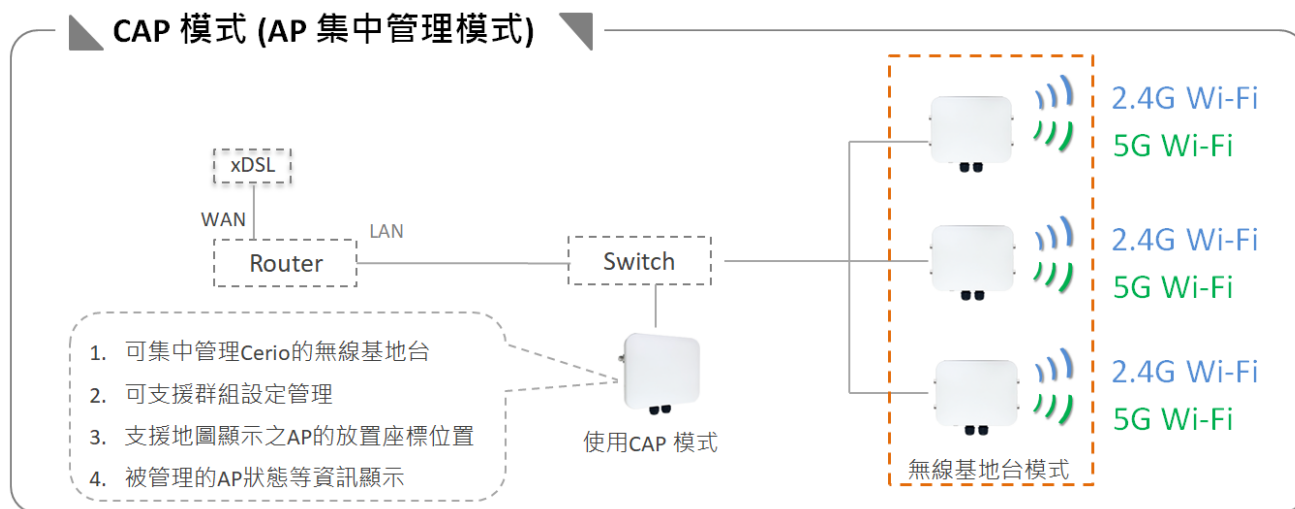 CAP 模式 (AP 集中管理模式)
xDSL
WAN
LAN
Router
Switch
1. 可集中管理Cerio的無線基地台
2. 可支援群組設定管理
3. 支援地圖顯示之AP的放置座標位置
4. 被管理的AP狀態等資訊顯示
使用CAP 模式
2.4G Wi-Fi
5G Wi-Fi
2.4G Wi-Fi
5G Wi-Fi
2.4G Wi-Fi
5G Wi-Fi
無線基地台模式